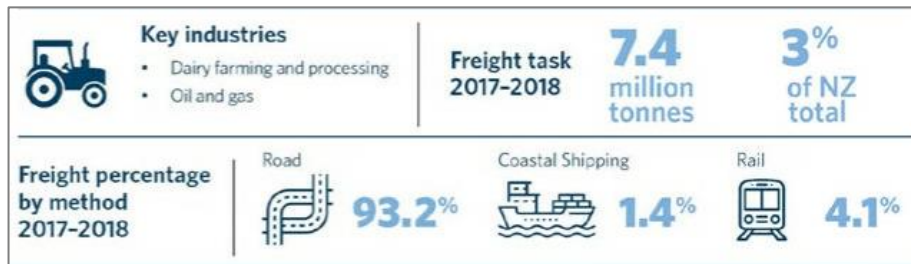 Key industries
• Dairy farming and processing
• Oil and gas
Freight task
2017–2018
7.4
million
tonnes
3%
of NZ
total
Freight percentage
by method
2017–2018
Road
93.2%
Coastal Shipping
1.4%
Rail
4.1%